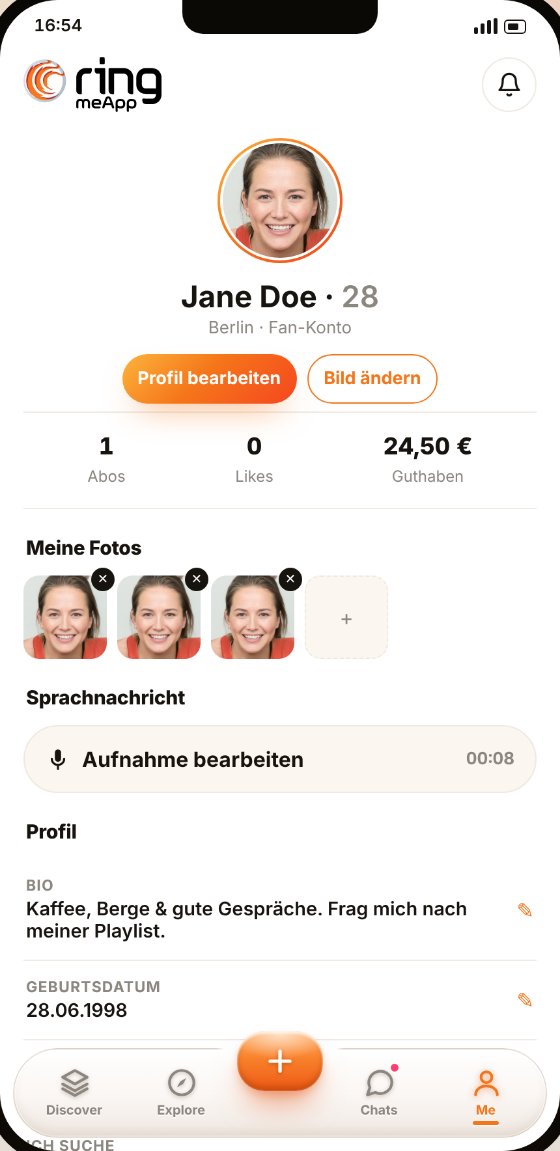 16:54
ring
meApp
Jane Doe · 28
Berlin · Fan-Konto
Profil bearbeiten
Bild ändern
1
Abos
0
Likes
24,50 €
Guthaben
Meine Fotos
+
Sprachnachricht
Aufnahme bearbeiten
00:08
Profil
BIO
Kaffee, Berge & gute Gespräche. Frag mich nach
meiner Playlist.
GEBURTSDATUM
28.06.1998
Discover
Explore
Chats
Me
ICH SUCHE